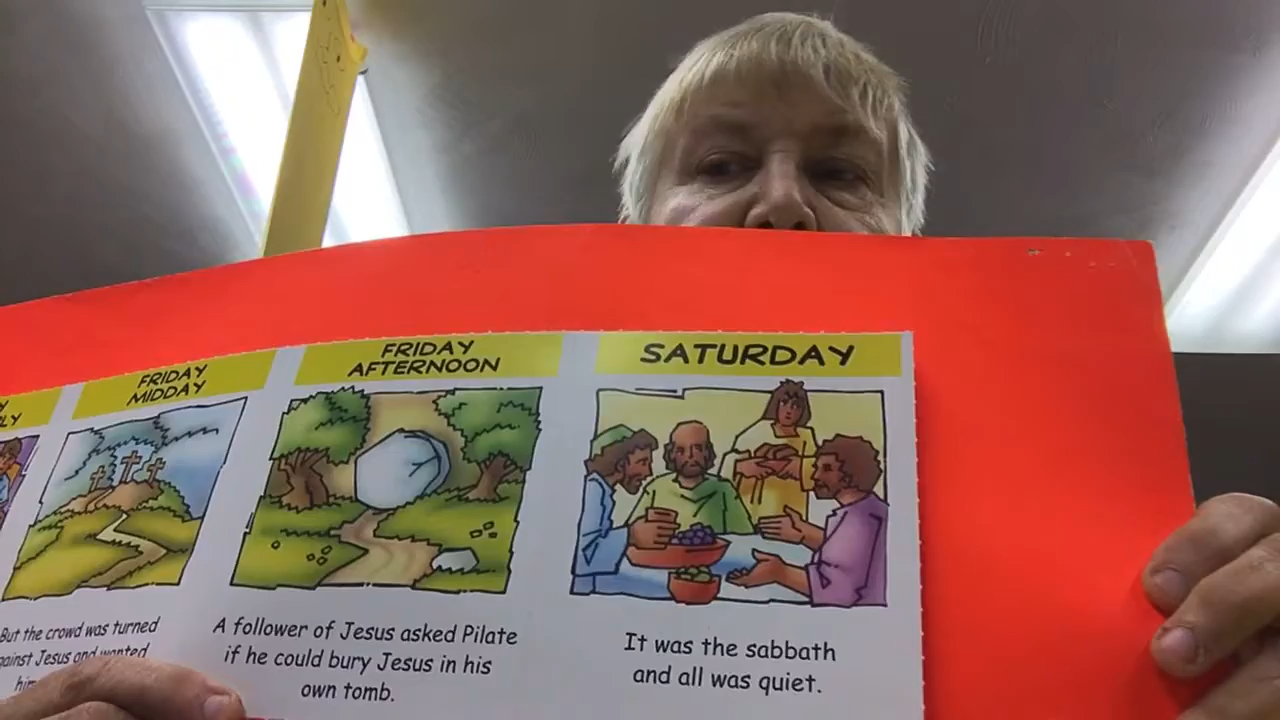 FRIDAY
MIDDAY
But the crowd was turned
against Jesus and wanted
FRIDAY
AFTERNOON
A follower of Jesus asked Pilate
if he could bury Jesus in his
own tomb.
SATURDAY
It was the sabbath
and all was quiet.